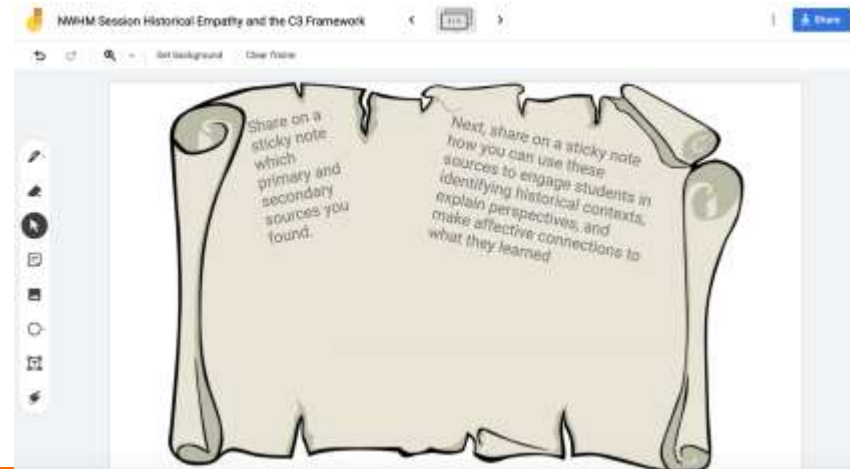 NWHM Session Historical Empathy and the C3 Framework
Share
Set background
Clear frame
Share on a
sticky note
which
primary and
secondary
sources you
found.
Next, share on a sticky note
how you can use these
sources to engage students in
identifying historical contexts,
explain perspectives, and
make affective connections to
what they learned